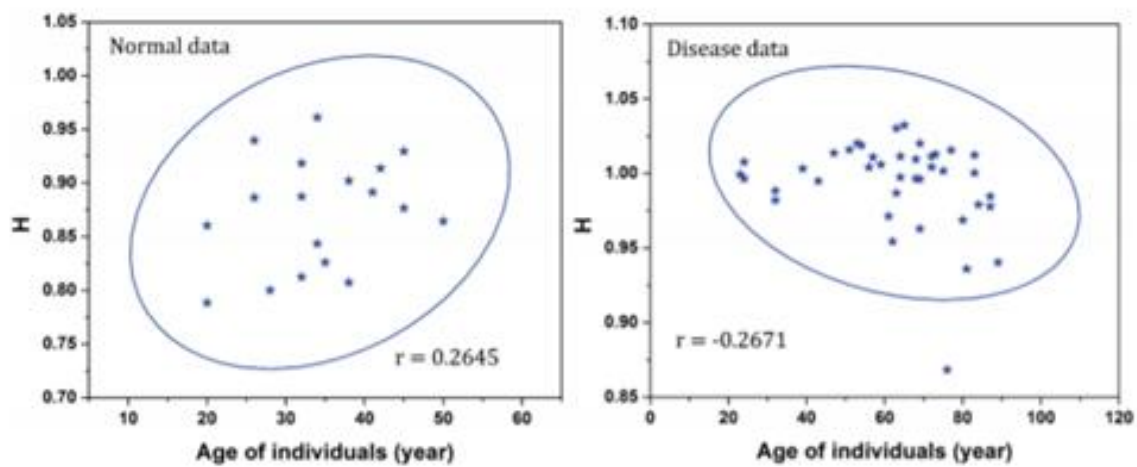 1.05
Normal data
1.00
0.95
0.90
H
0.85
0.80
0.75
r = 0.2645
0.70
10 20 30 40 50 60
Age of individuals (year)
1.10
Disease data
1.05
1.00
H
0.95
0.90
r = -0.2671
0.85
0 20 40 60 80 100 120
Age of individuals (year)